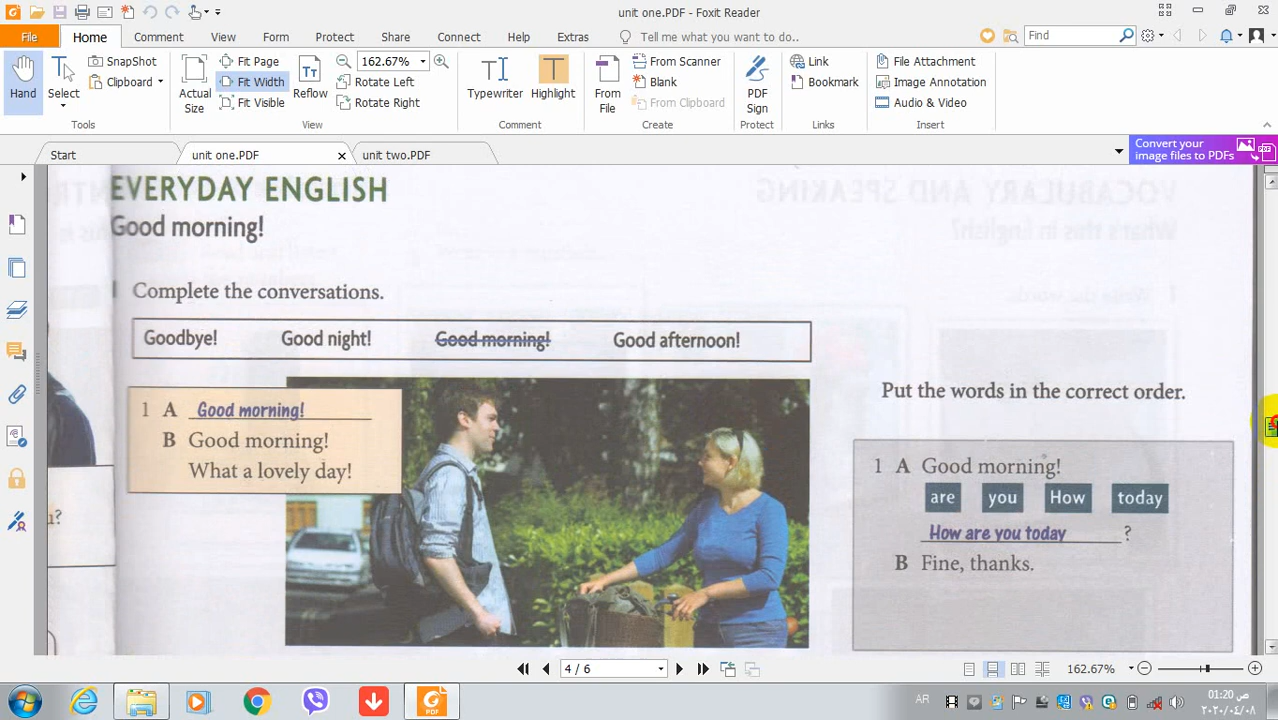 unit one.PDF - Foxit Reader
File
Home
Comment
View
Form
Protect
Share
Connect
Help
Extras
Tell me what you want to do..
Find
Hand
Select
SnapShot
Clipboard
Tools
Actual Size
Fit Page
Fit Width
Fit Visible
Reflow
162.67%
Rotate Left
Rotate Right
View
Typewriter
Highlight
Comment
From File
From Scanner
Blank
From Clipboard
Create
PDF Sign
Protect
Link
Bookmark
Links
File Attachment
Image Annotation
Audio & Video
Insert
Start
unit one.PDF
unit two.PDF
Convert your
image files to PDFs
EVERYDAY ENGLISH
Good morning!
Complete the conversations.
Goodbye! Good night! Good morning! Good afternoon!
1 A Good morning!
B Good morning!
What a lovely day!
Put the words in the correct order.
1 A Good morning!
are you How today
How are you today ?
B Fine, thanks.
u?
4 / 6
162.67%
AR
01:20 ص
٢٠٢٠/٠٤/٠٨